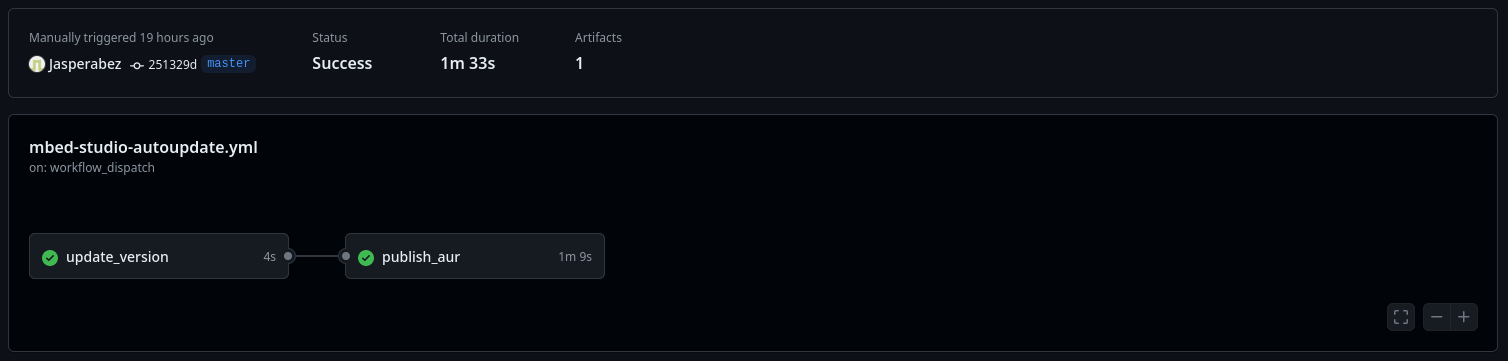 Manually triggered 19 hours ago
Status
Total duration
Artifacts
Jasperabez 251329d master
Success
1m 33s
1
mbed-studio-autoupdate.yml
on: workflow_dispatch
update_version 4s
publish_aur 1m 9s